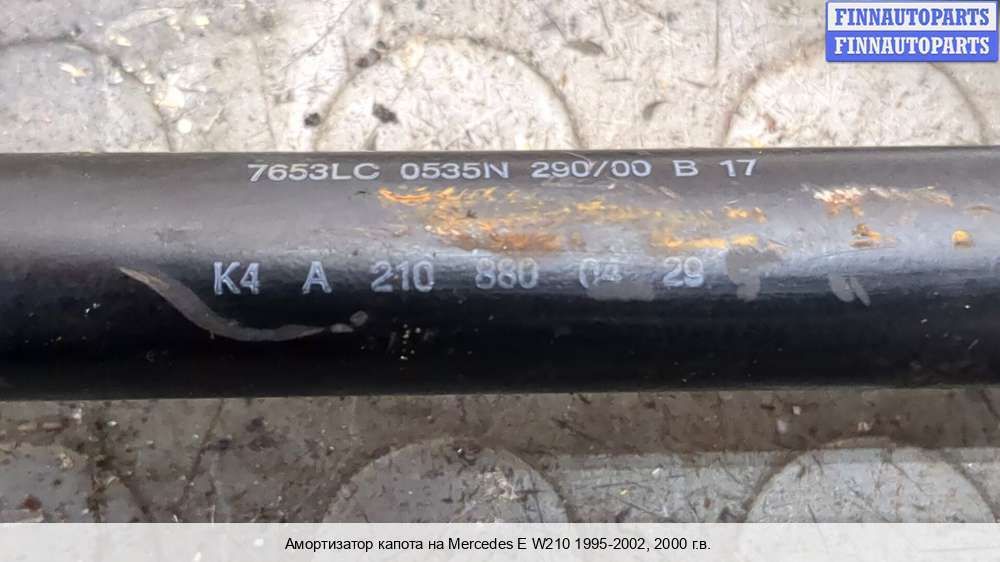 FINNAUTOPARTS
FINNAUTOPARTS
7653LC 0535N 290/00 B 17
K4 A 210 880 04 29
Амортизатор капота на Mercedes E W210 1995-2002, 2000 г.в.